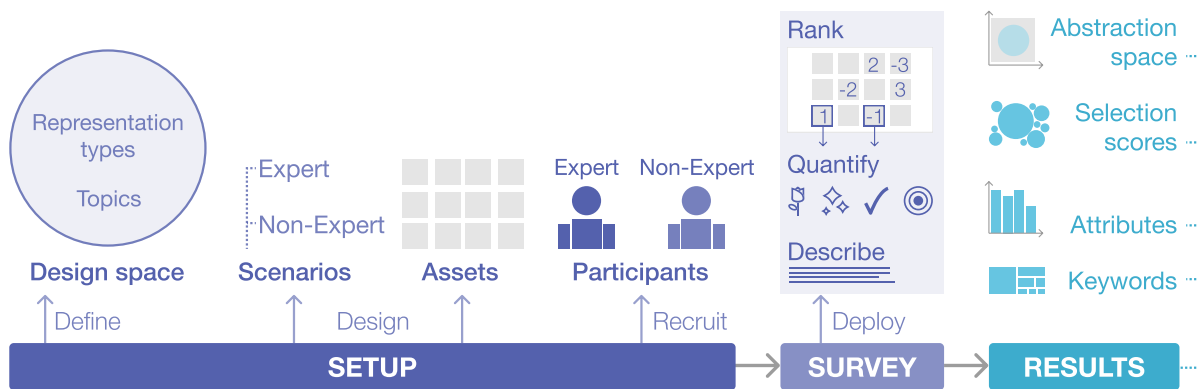 Representation
types
Topics
Design space
Define
Expert
Non-Expert
Scenarios
Design
Assets
Expert Non-Expert
Participants
Recruit
SETUP
Rank
2 -3
-2 3
1 -1
Quantify
Describe
Deploy
SURVEY
Abstraction
space
Selection
scores
Attributes
Keywords
RESULTS